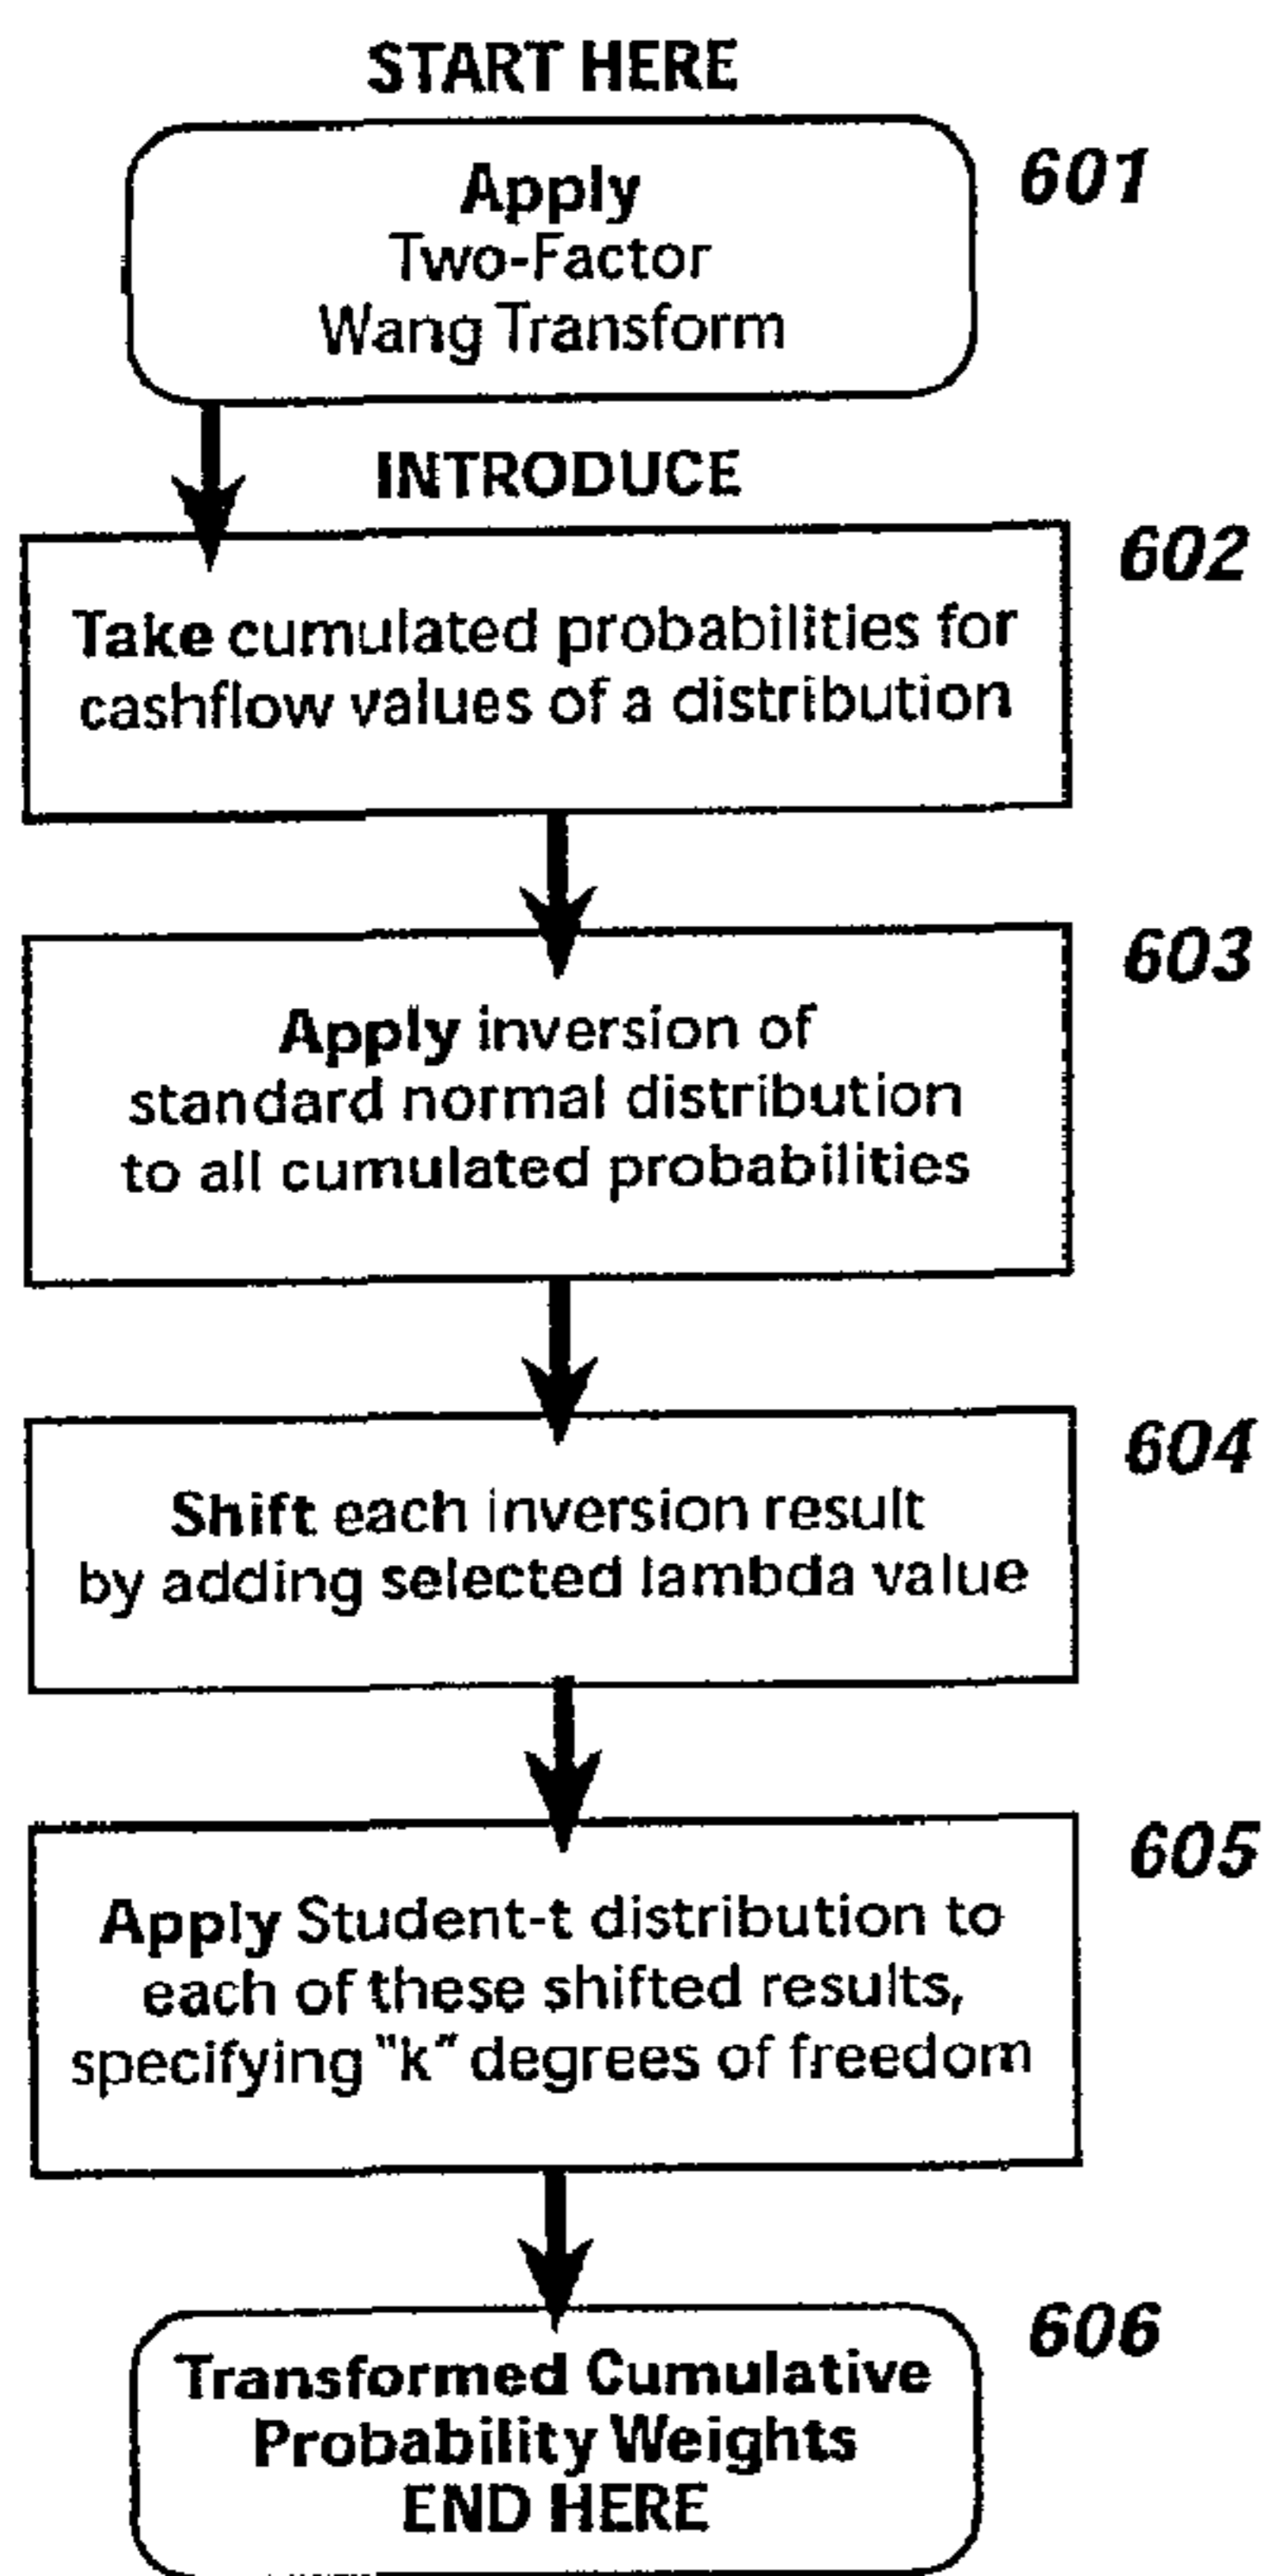 START HERE
Apply
Two-Factor
Wang Transform
601
INTRODUCE
602
Take cumulated probabilities for
cashflow values of a distribution
603
Apply inversion of
standard normal distribution
to all cumulated probabilities
604
Shift each inversion result
by adding selected lambda value
605
Apply Student-t distribution to
each of these shifted results,
specifying "k" degrees of freedom
606
Transformed Cumulative
Probability Weights
END HERE